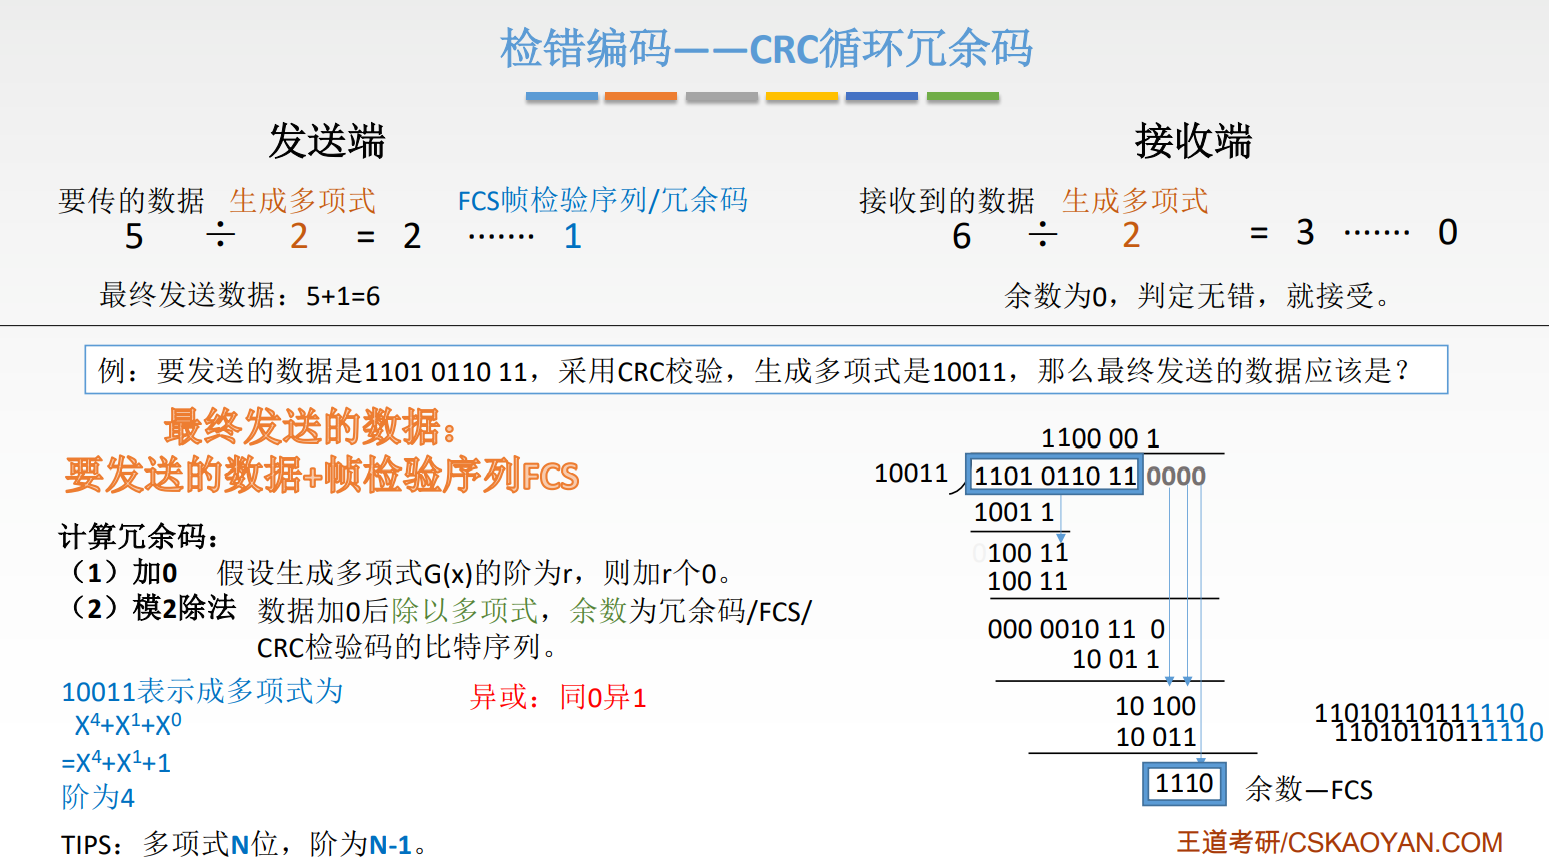 检错编码——CRC循环冗余码
发送端
接收端
要传的数据 生成多项式 FCS帧检验序列/冗余码
5 ÷ 2 = 2 ······· 1
最终发送数据：5+1=6
接收到的数据 生成多项式
6 ÷ 2 = 3 ······· 0
余数为0，判定无错，就接受。
例：要发送的数据是1101 0110 11，采用CRC校验，生成多项式是10011，那么最终发送的数据应该是？
最终发送的数据：
要发送的数据+帧检验序列FCS
计算冗余码：
（1）加0 假设生成多项式G(x)的阶为r，则加r个0。
（2）模2除法 数据加0后除以多项式，余数为冗余码/FCS/
CRC检验码的比特序列。
10011表示成多项式为
X⁴+X¹+X⁰
=X⁴+X¹+1
阶为4
异或：同0异1
TIPS：多项式N位，阶为N-1。
1100 00 1
10011 1101 0110 11 0000
1001 1
0100 11
100 11
000 0010 11 0
10 01 1
10 100
10 011
1110 余数—FCS
11010110111110
11010110111110
王道考研/CSKAOYAN.COM